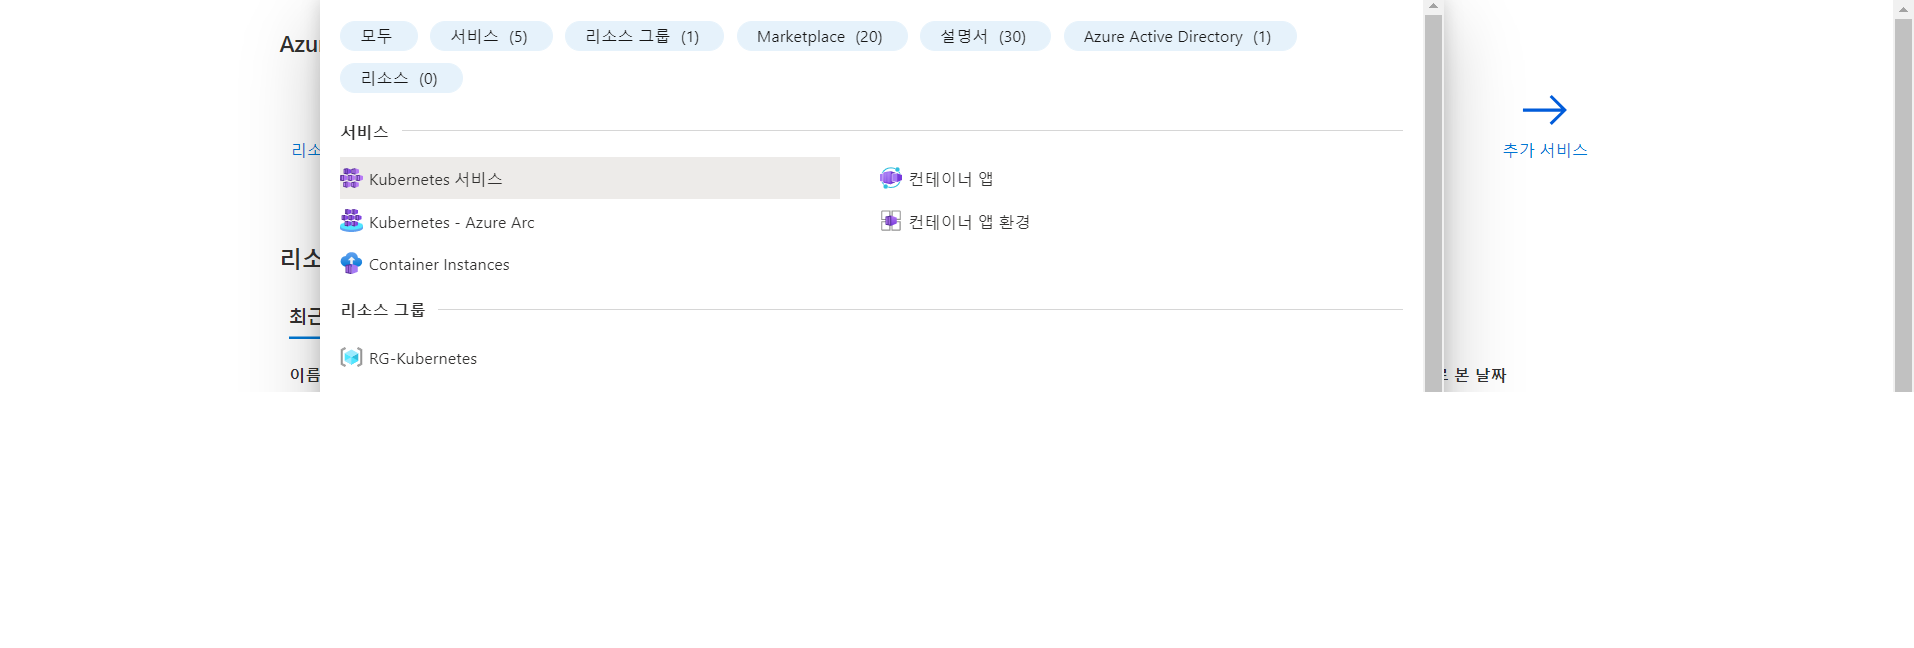 모두 서비스 (5) 리소스 그룹 (1) Marketplace (20) 설명서 (30) Azure Active Directory (1)
Azu
리소스 (0)
서비스
리소
추가 서비스
Kubernetes 서비스
컨테이너 앱
Kubernetes - Azure Arc
컨테이너 앱 환경
Container Instances
리소
리소스 그룹
최근
RG-Kubernetes
이름
본 날짜